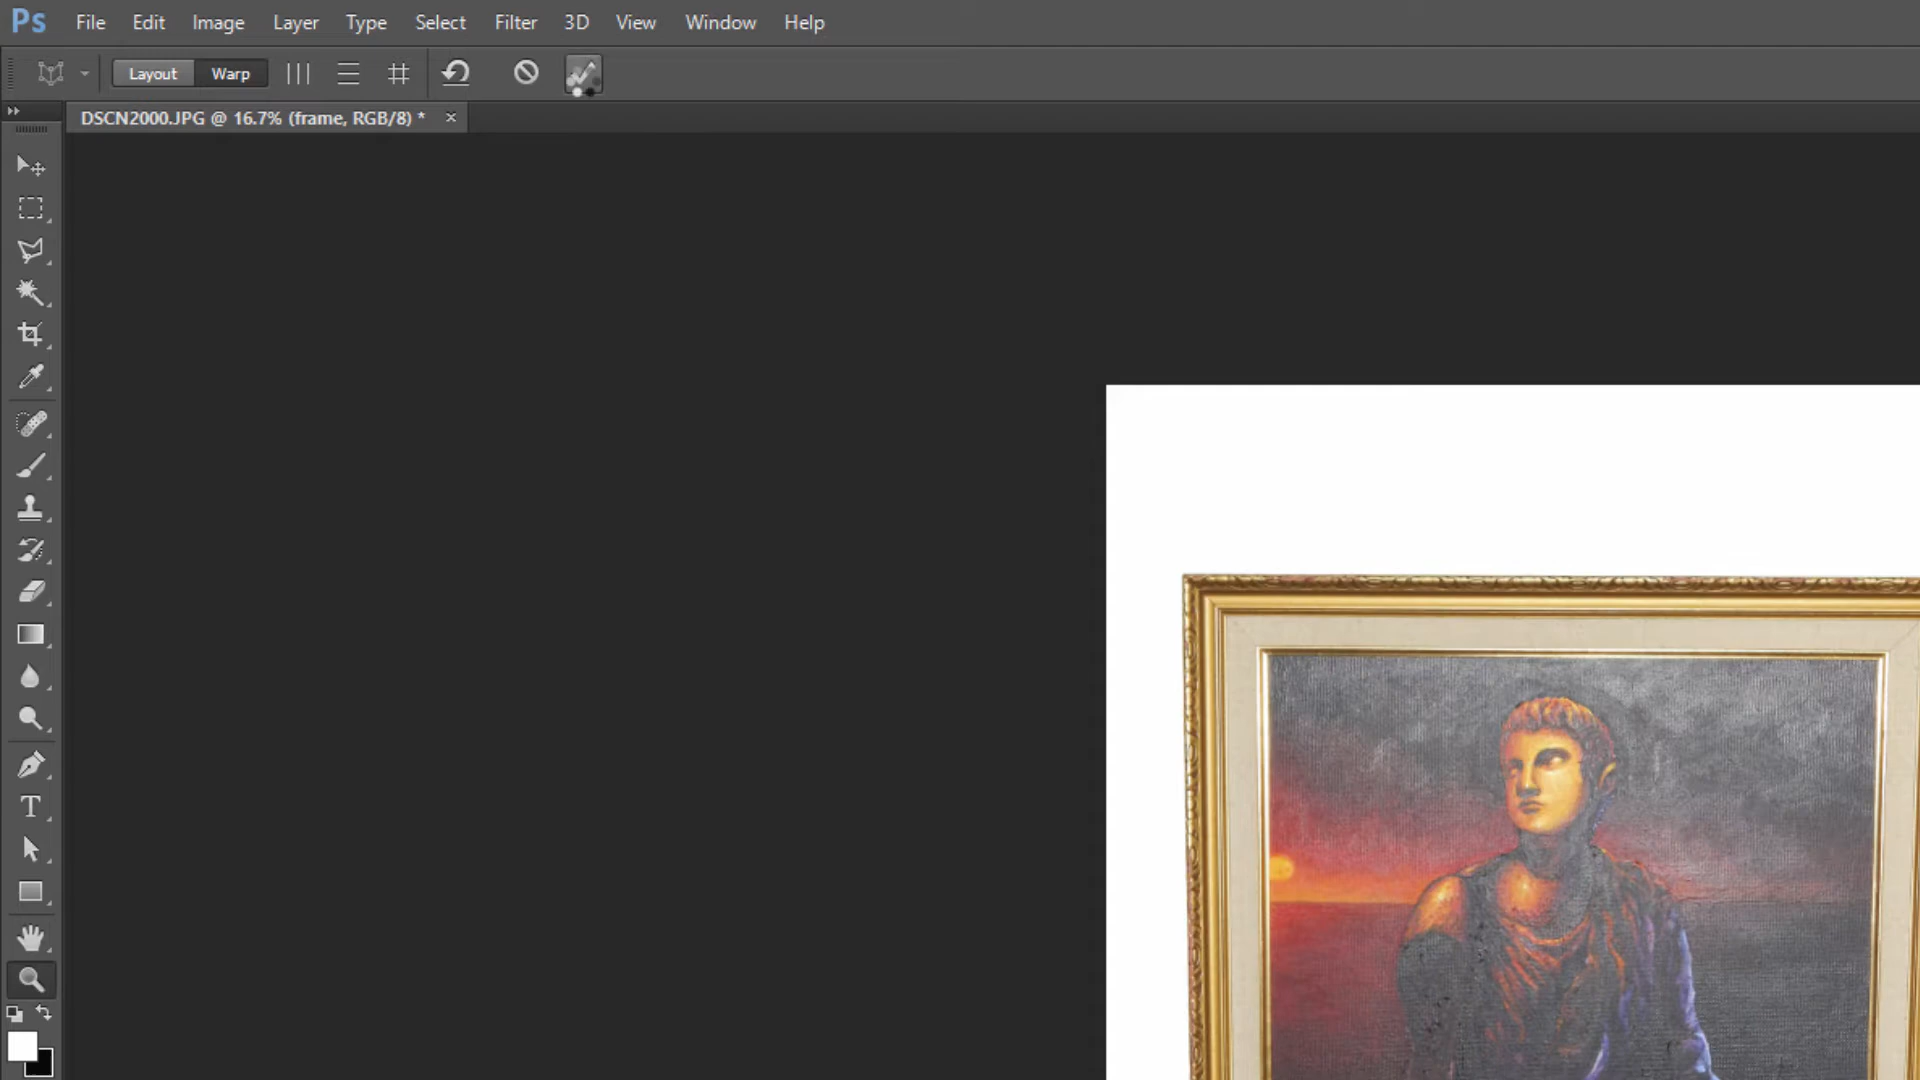 Ps File Edit Image Layer Type Select Filter 3D View Window Help
Layout Warp
DSCN2000.JPG @ 16.7% (frame, RGB/8) * ×
T